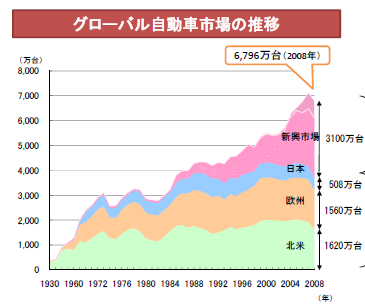 グローバル自動車市場の推移
6,796万台(2008年)
(万台)
8,000
7,000
6,000
5,000
4,000
3,000
2,000
1,000
0
新興市場
日本
欧州
北米
3100万台
508万台
1560万台
1620万台
1930 1960 1964 1968 1972 1976 1980 1984 1988 1992 1996 2000 2004 2008
(年)